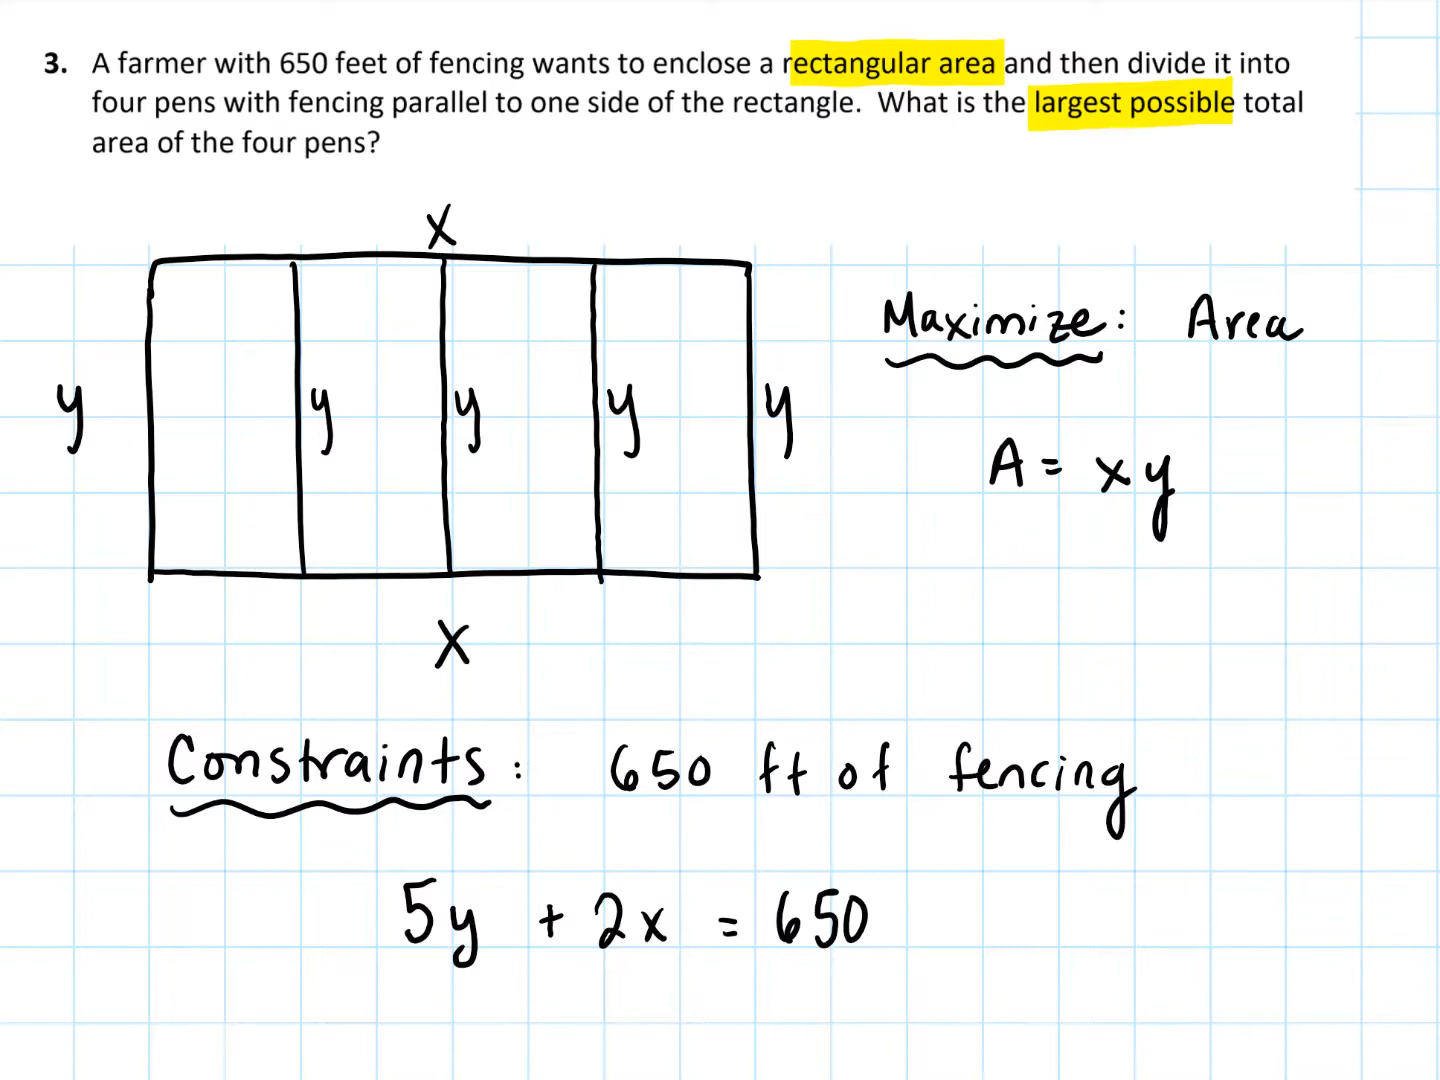 3. A farmer with 650 feet of fencing wants to enclose a rectangular area and then divide it into
four pens with fencing parallel to one side of the rectangle. What is the largest possible total
area of the four pens?
x
Maximize: Area
y y y y y
A = xy
x
Constraints: 650 ft of fencing
5y + 2x = 650